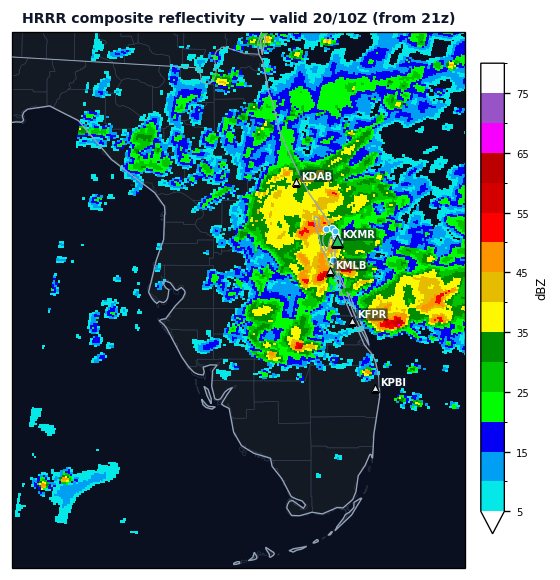 HRRR composite reflectivity — valid 20/10Z (from 21z)
KDAB
KXMR
KMLB
KFPR
KPBI
75
65
55
45
35
25
15
5
dBZ